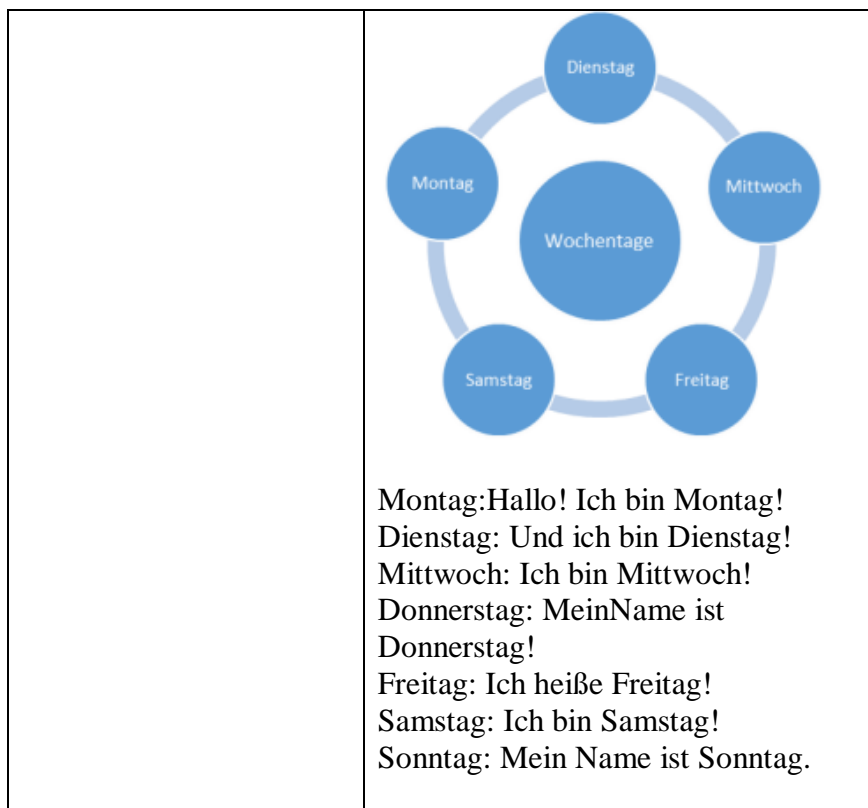 Dienstag
Montag
Mittwoch
Wochentage
Samstag
Freitag
Montag:Hallo! Ich bin Montag!
Dienstag: Und ich bin Dienstag!
Mittwoch: Ich bin Mittwoch!
Donnerstag: MeinName ist
Donnerstag!
Freitag: Ich heiße Freitag!
Samstag: Ich bin Samstag!
Sonntag: Mein Name ist Sonntag.